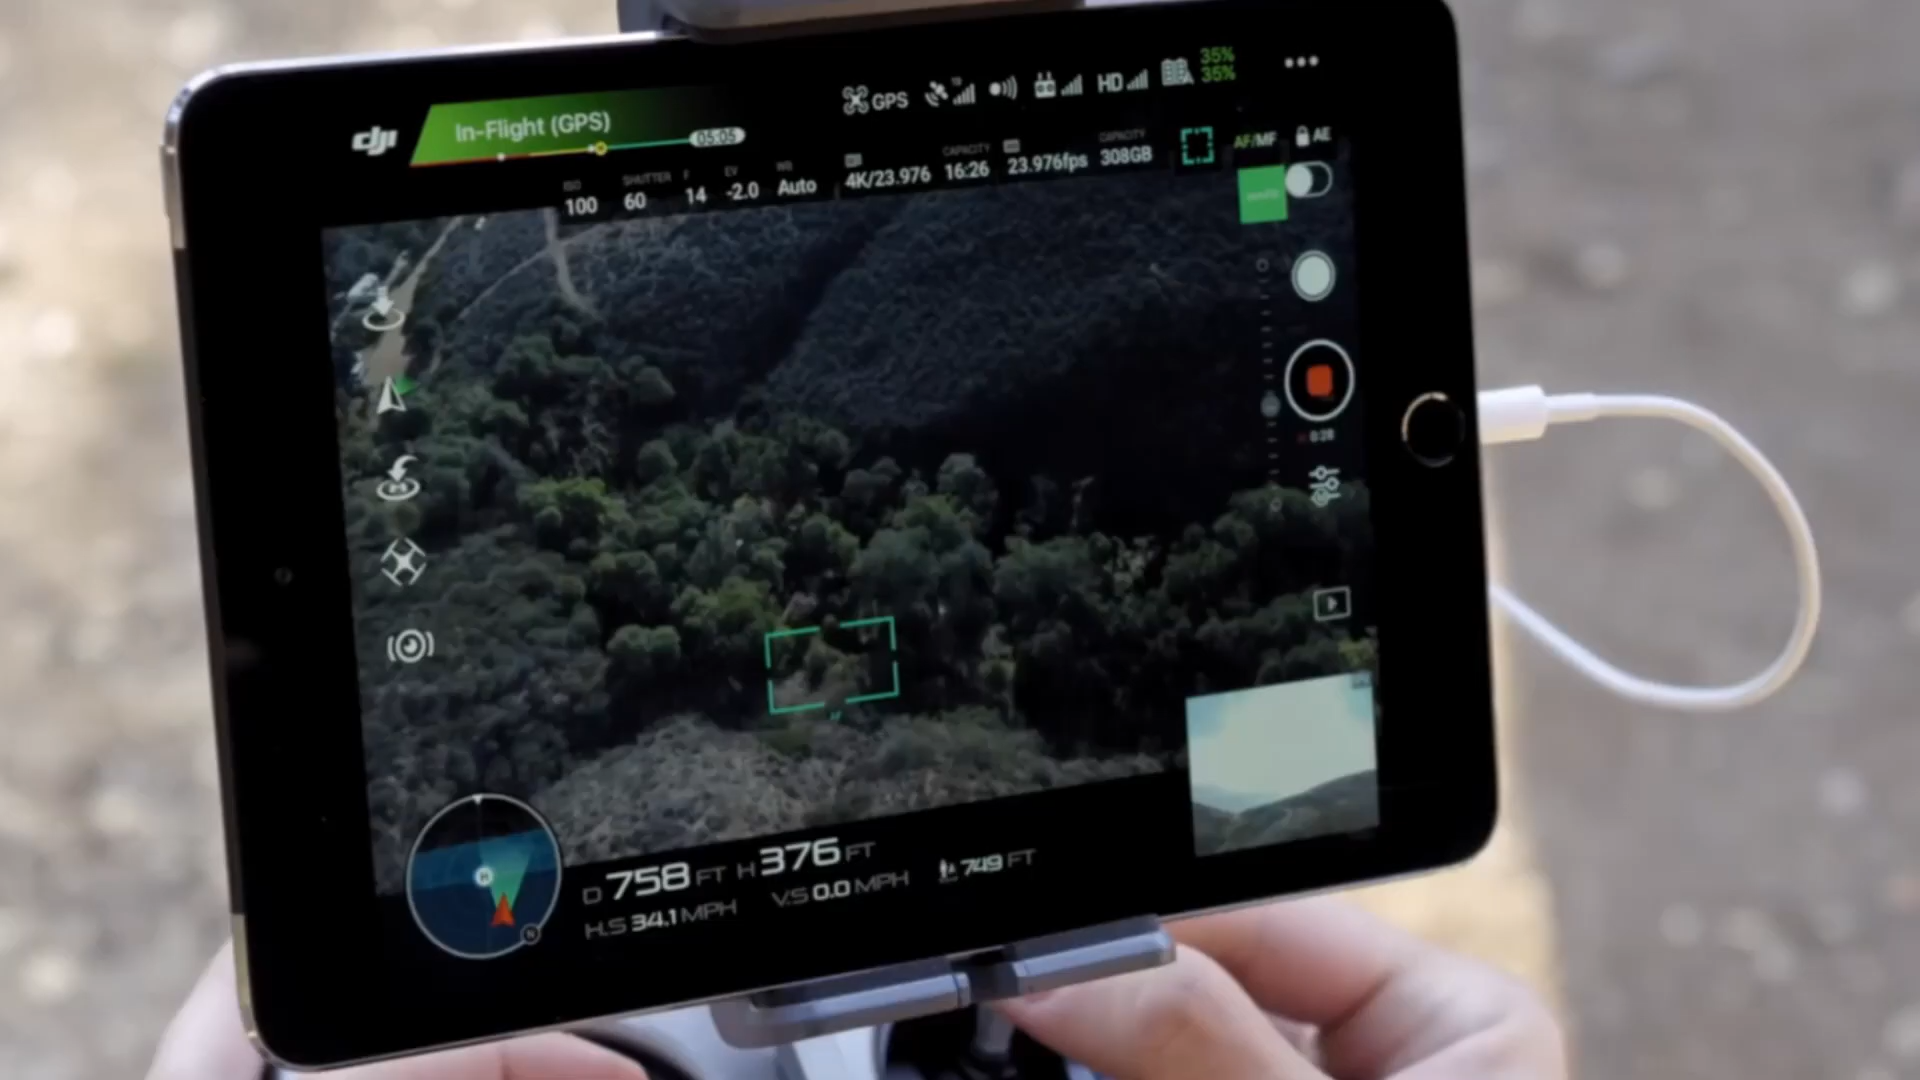 dji
In-Flight (GPS)
05:05
GPS
HD
35%
35%
ISO
100
SHUTTER
60
F
14
EV
-2.0
WB
Auto
4K/23.976
CAPACITY
16:26
23.976fps
CAPACITY
308GB
AF/MF
AE
0:28
H
N
D 758 FT H 376 FT
H.S 34.1 MPH V.S 0.0 MPH 749 FT